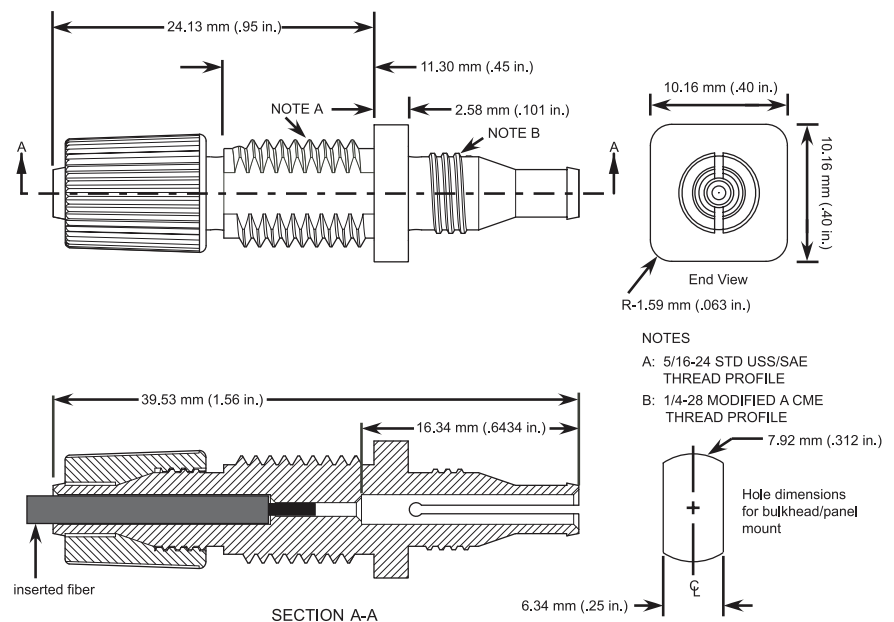 24.13 mm (.95 in.)
11.30 mm (.45 in.)
10.16 mm (.40 in.)
NOTE A
2.58 mm (.101 in.)
NOTE B
A
A
10.16 mm (.40 in.)
End View
R-1.59 mm (.063 in.)
NOTES
A: 5/16-24 STD USS/SAE
THREAD PROFILE
B: 1/4-28 MODIFIED A CME
THREAD PROFILE
39.53 mm (1.56 in.)
16.34 mm (.6434 in.)
7.92 mm (.312 in.)
Hole dimensions
for bulkhead/panel
mount
inserted fiber
℄
6.34 mm (.25 in.)
SECTION A-A